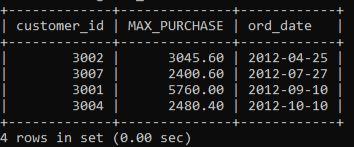 +-------------+--------------+------------+
| customer_id | MAX_PURCHASE | ord_date   |
+-------------+--------------+------------+
|        3002 |      3045.60 | 2012-04-25 |
|        3007 |      2400.60 | 2012-07-27 |
|        3001 |      5760.00 | 2012-09-10 |
|        3004 |      2480.40 | 2012-10-10 |
+-------------+--------------+------------+
4 rows in set (0.00 sec)